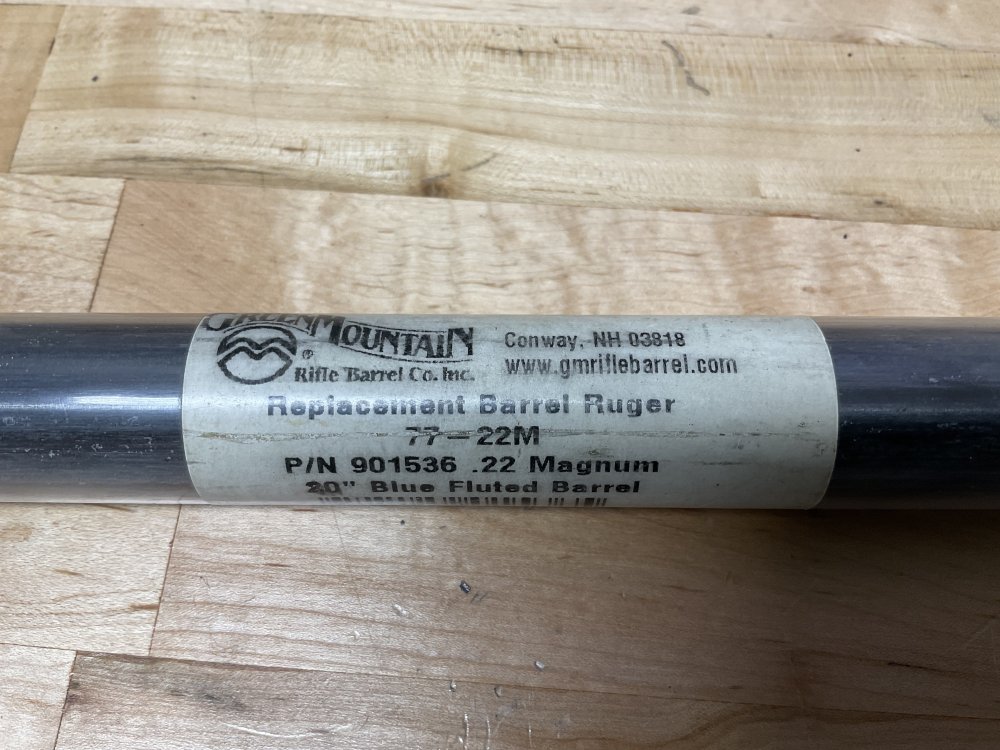 GREEN MOUNTAIN
®
Rifle Barrel Co. Inc.
Conway, NH 03818
www.gmriflebarrel.com
Replacement Barrel Ruger
77-22M
P/N 901536 .22 Magnum
20" Blue Fluted Barrel